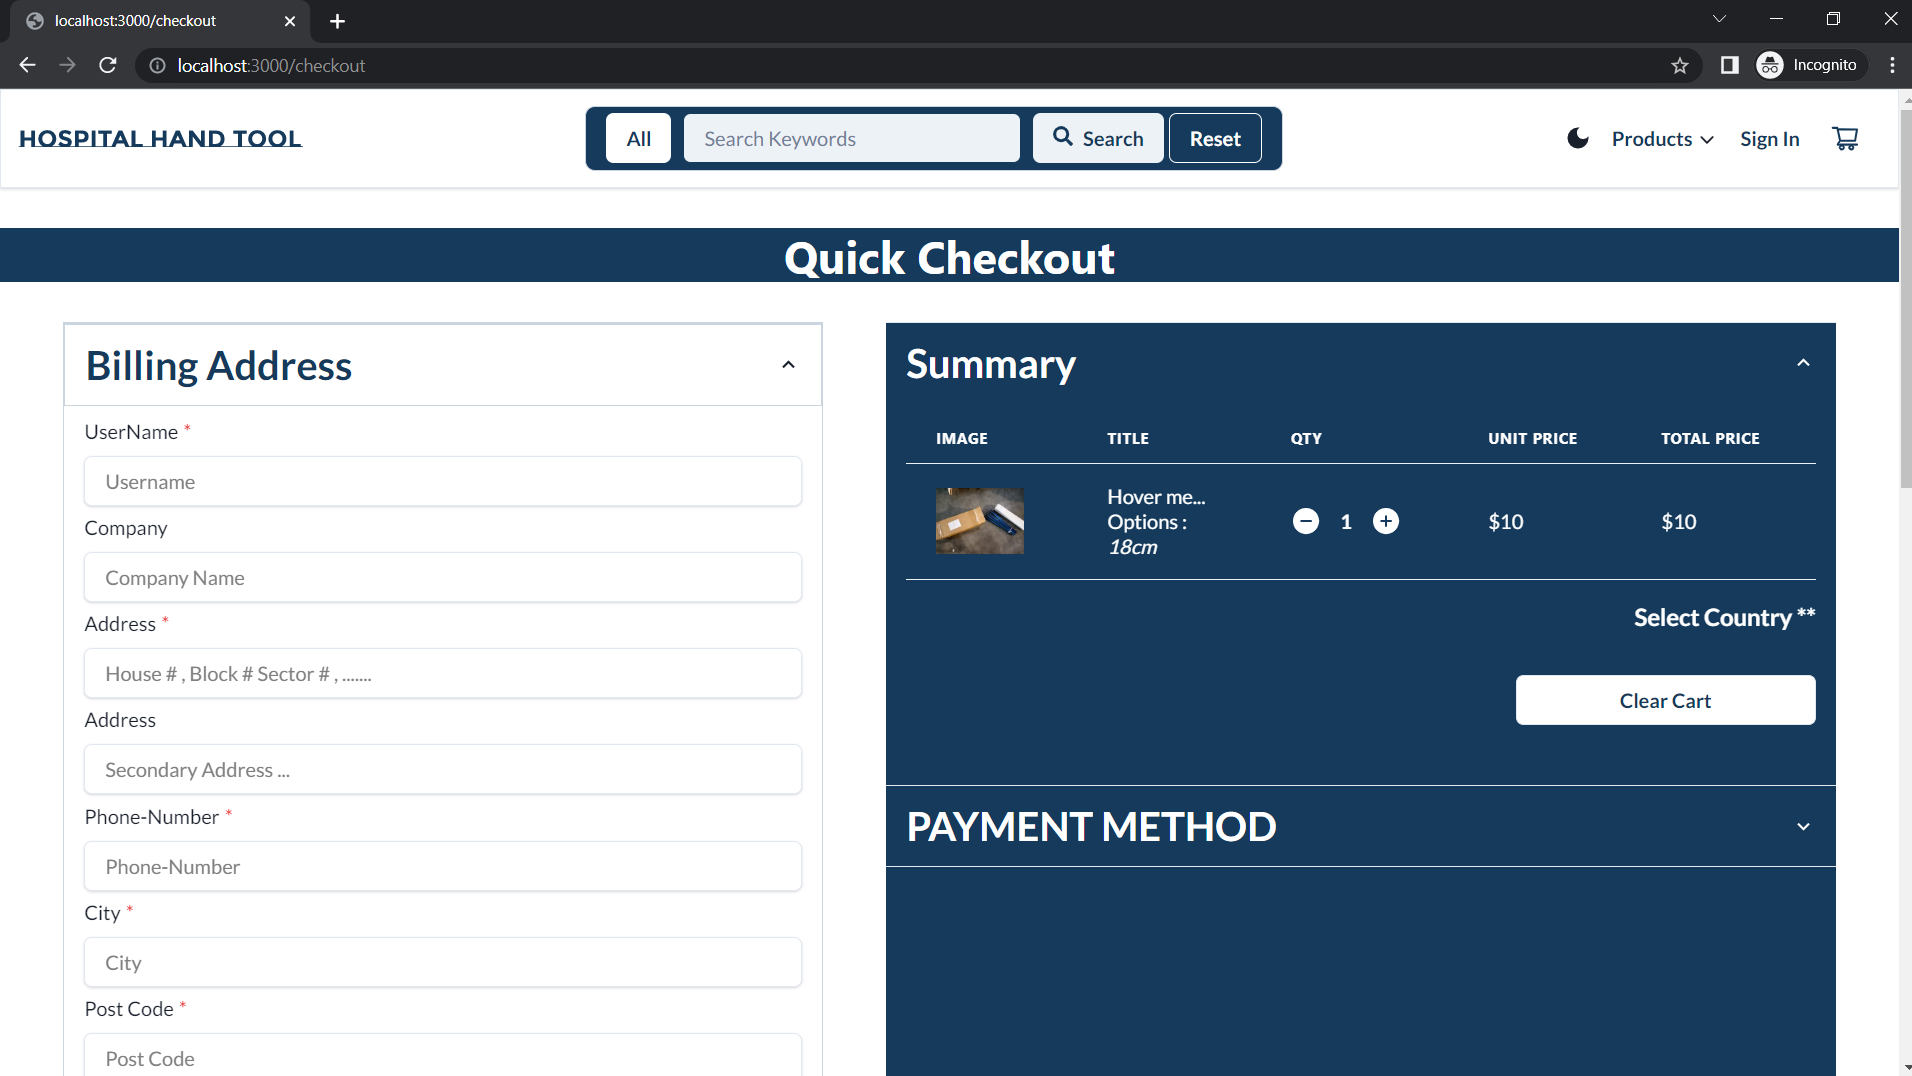 localhost:3000/checkout
localhost:3000/checkout
Incognito
HOSPITAL HAND TOOL
All
Search Keywords
Search
Reset
Products
Sign In
Quick Checkout
Billing Address
UserName *
Username
Company
Company Name
Address *
House # , Block # Sector # , .......
Address
Secondary Address ...
Phone-Number *
Phone-Number
City *
City
Post Code *
Post Code
Summary
IMAGE TITLE QTY UNIT PRICE TOTAL PRICE
Hover me...
Options :
18cm
1
$10
$10
Select Country **
Clear Cart
PAYMENT METHOD